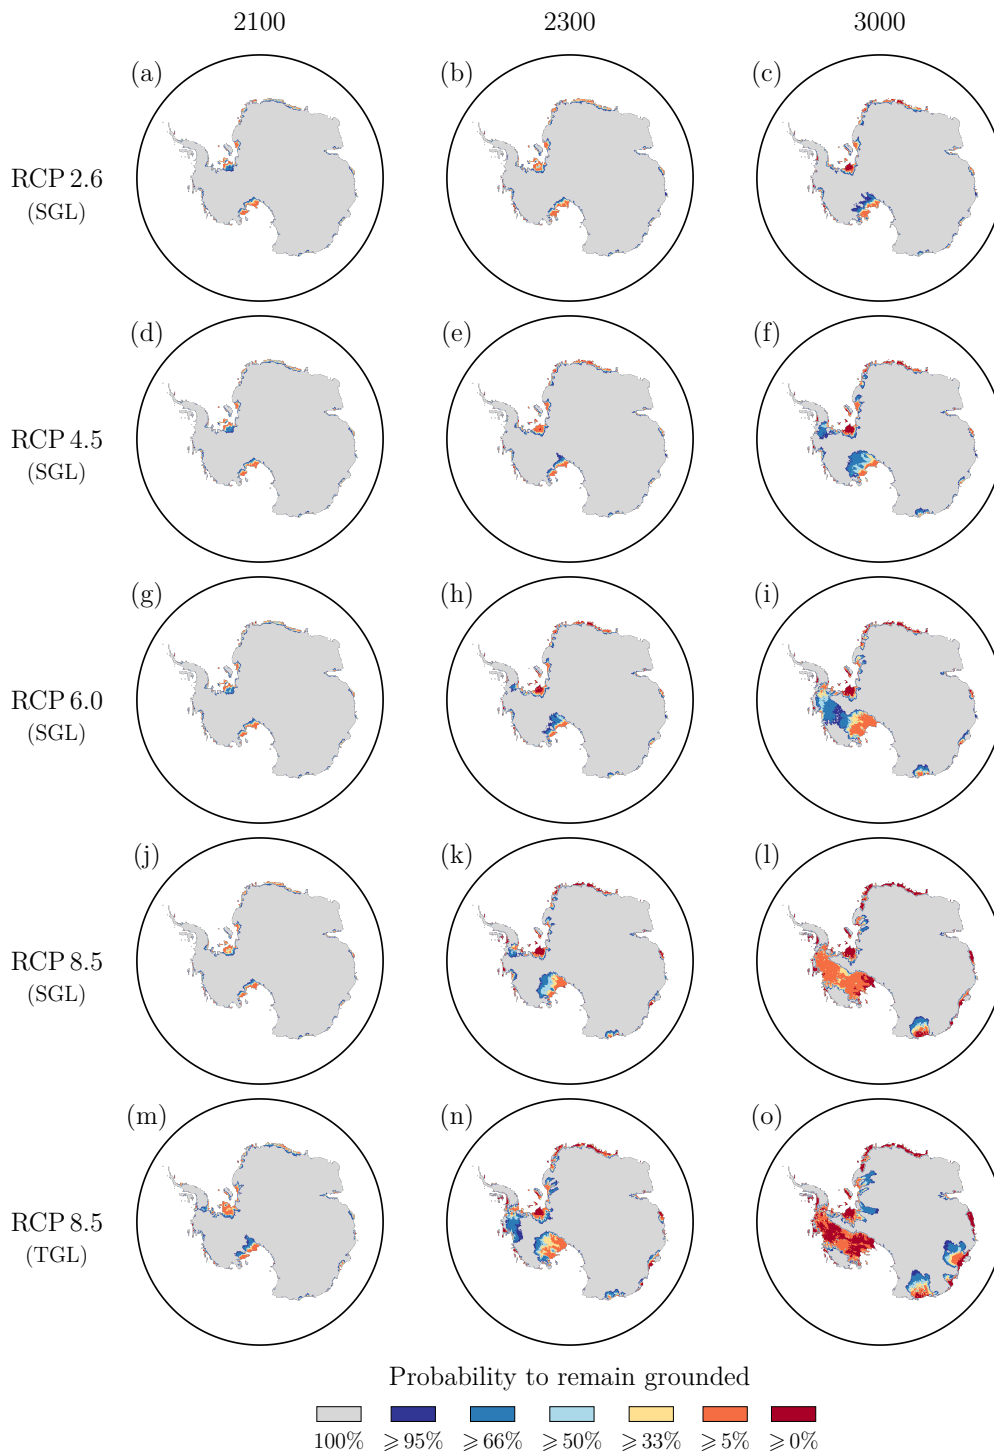 2100 2300 3000
(a) (b) (c)
RCP 2.6
(SGL)
(d) (e) (f)
RCP 4.5
(SGL)
(g) (h) (i)
RCP 6.0
(SGL)
(j) (k) (l)
RCP 8.5
(SGL)
(m) (n) (o)
RCP 8.5
(TGL)
Probability to remain grounded
100% ⩾95% ⩾66% ⩾50% ⩾33% ⩾5% ⩾0%